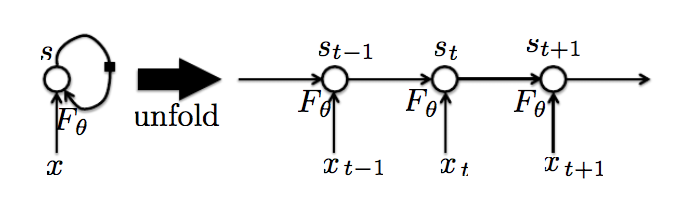 s s_{t-1} s_t s_{t+1}
F_θ unfold F_θ F_θ F_θ
x x_{t-1} x_t x_{t+1}